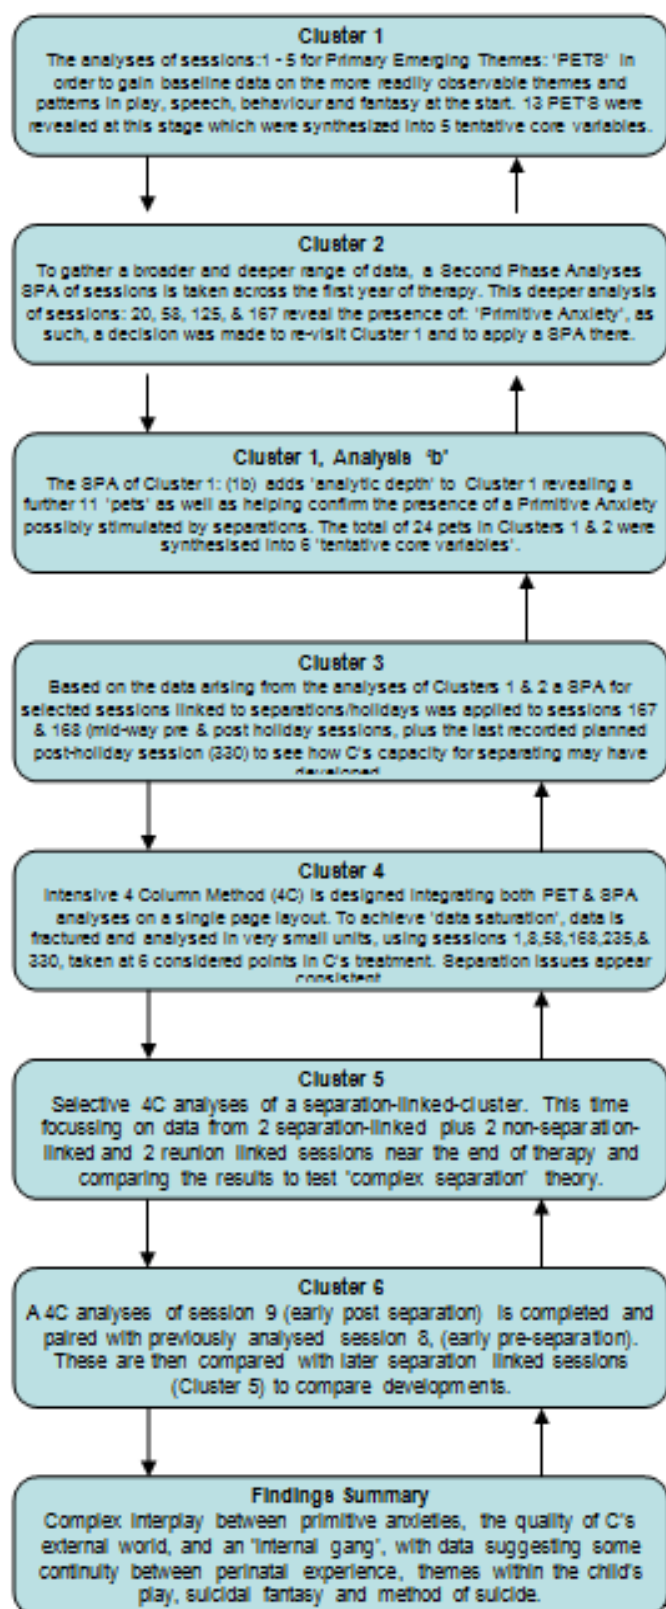 Cluster 1
The analyses of sessions:1 - 5 for Primary Emerging Themes: 'PETS' in
order to gain baseline data on the more readily observable themes and
patterns in play, speech, behaviour and fantasy at the start. 13 PET'S were
revealed at this stage which were synthesized into 5 tentative core variables.
Cluster 2
To gather a broader and deeper range of data, a Second Phase Analyses
SPA of sessions is taken across the first year of therapy. This deeper analysis
of sessions: 20, 58, 125, & 167 reveal the presence of: 'Primitive Anxiety', as
such, a decision was made to re-visit Cluster 1 and to apply a SPA there.
Cluster 1, Analysis 'b'
The SPA of Cluster 1: (1b) adds 'analytic depth' to Cluster 1 revealing a
further 11 'pets' as well as helping confirm the presence of a Primitive Anxiety
possibly stimulated by separations. The total of 24 pets in Clusters 1 & 2 were
synthesised into 6 'tentative core variables'.
Cluster 3
Based on the data arising from the analyses of Clusters 1 & 2 a SPA for
selected sessions linked to separations/holidays was applied to sessions 167
& 168 (mid-way pre & post holiday sessions, plus the last recorded planned
post-holiday session (330) to see how C's capacity for separating may have
developed
Cluster 4
Intensive 4 Column Method (4C) is designed integrating both PET & SPA
analyses on a single page layout. To achieve 'data saturation', data is
fractured and analysed in very small units, using sessions 1,8,58,168,235,&
330, taken at 6 considered points in C's treatment. Separation issues appear
consistent
Cluster 5
Selective 4C analyses of a separation-linked-cluster. This time
focussing on data from 2 separation-linked plus 2 non-separation-
linked and 2 reunion linked sessions near the end of therapy and
comparing the results to test 'complex separation' theory.
Cluster 6
A 4C analyses of session 9 (early post separation) is completed and
paired with previously analysed session 8, (early pre-separation).
These are then compared with later separation linked sessions
(Cluster 5) to compare developments.
Findings Summary
Complex interplay between primitive anxieties, the quality of C's
external world, and an 'internal gang', with data suggesting some
continuity between perinatal experience, themes within the child's
play, suicidal fantasy and method of suicide.